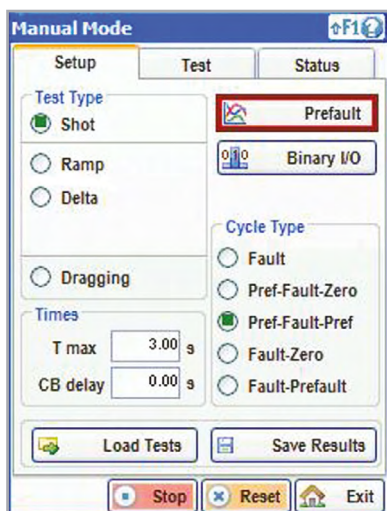 Manual Mode
F1
Setup
Test
Status
Test Type
Shot
Ramp
Delta
Dragging
Prefault
010
Binary I/O
Cycle Type
Fault
Pref-Fault-Zero
Pref-Fault-Pref
Fault-Zero
Fault-Prefault
Times
T max 3.00 s
CB delay 0.00 s
Load Tests
Save Results
Stop
Reset
Exit